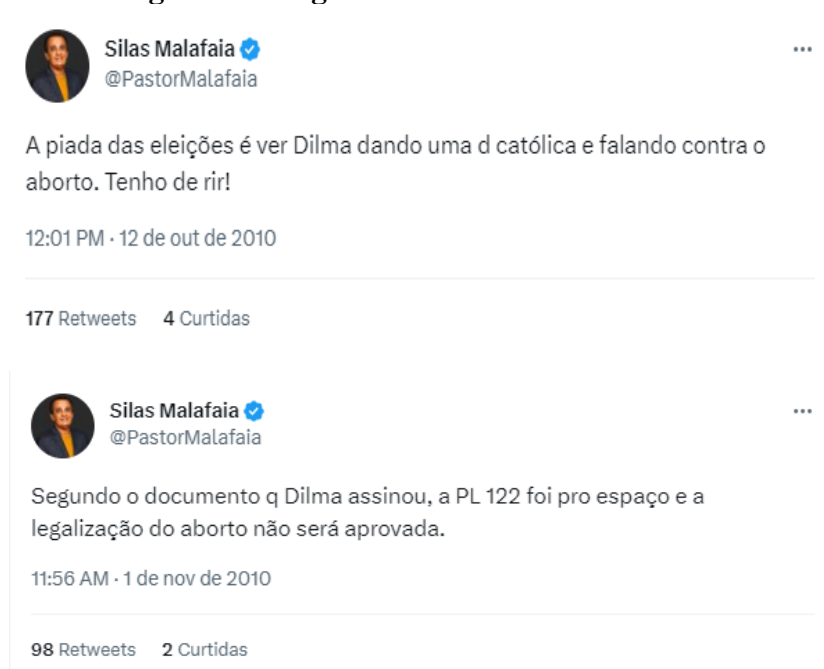 Silas Malafaia
@PastorMalafaia
A piada das eleições é ver Dilma dando uma d católica e falando contra o
aborto. Tenho de rir!
12:01 PM · 12 de out de 2010
177 Retweets 4 Curtidas
Silas Malafaia
@PastorMalafaia
Segundo o documento q Dilma assinou, a PL 122 foi pro espaço e a
legalização do aborto não será aprovada.
11:56 AM · 1 de nov de 2010
98 Retweets 2 Curtidas